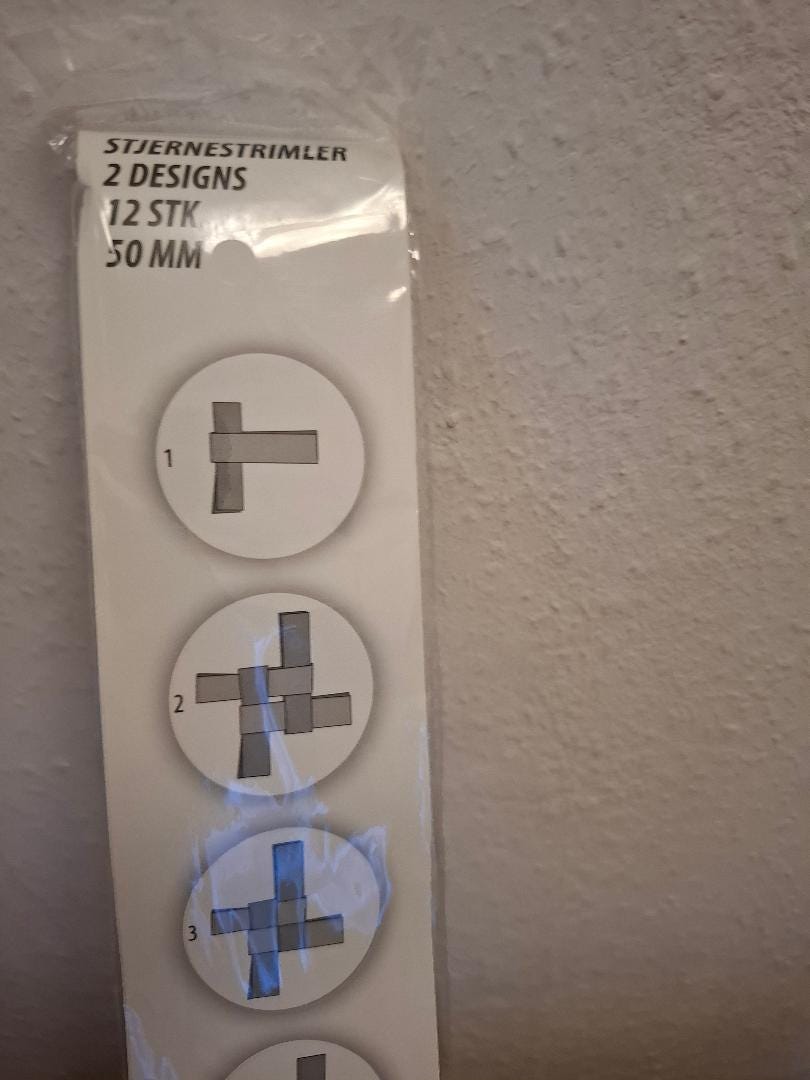 STJERNESTRIMLER
2 DESIGNS
12 STK
50 MM
1
2
3